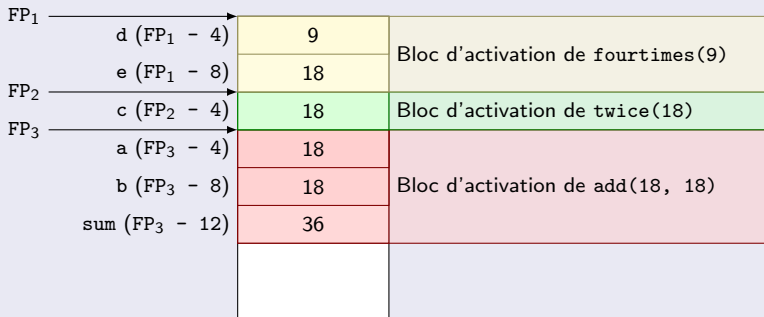 FP₁
d (FP₁ - 4) 9
Bloc d'activation de fourtimes(9)
e (FP₁ - 8) 18
FP₂
c (FP₂ - 4) 18 Bloc d'activation de twice(18)
FP₃
a (FP₃ - 4) 18
b (FP₃ - 8) 18 Bloc d'activation de add(18, 18)
sum (FP₃ - 12) 36